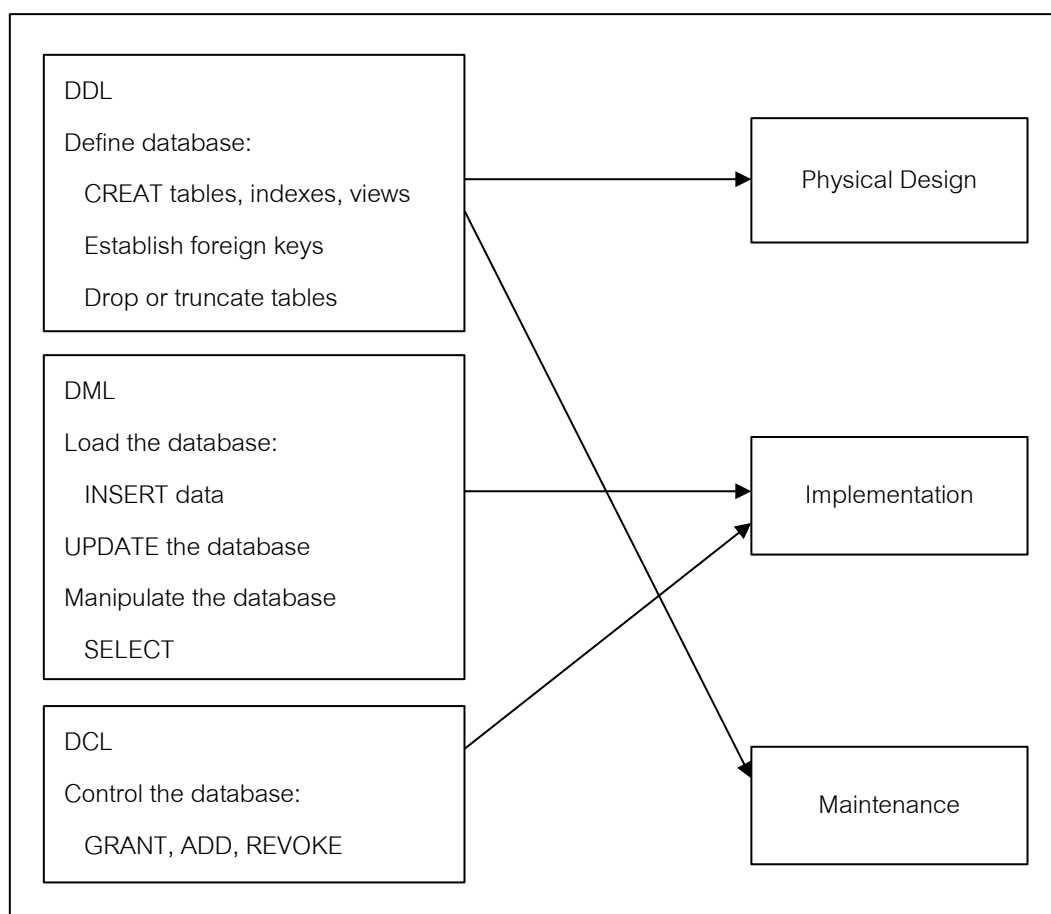 DDL
Define database:
CREAT tables, indexes, views
Establish foreign keys
Drop or truncate tables
DML
Load the database:
INSERT data
UPDATE the database
Manipulate the database
SELECT
DCL
Control the database:
GRANT, ADD, REVOKE
Physical Design
Implementation
Maintenance